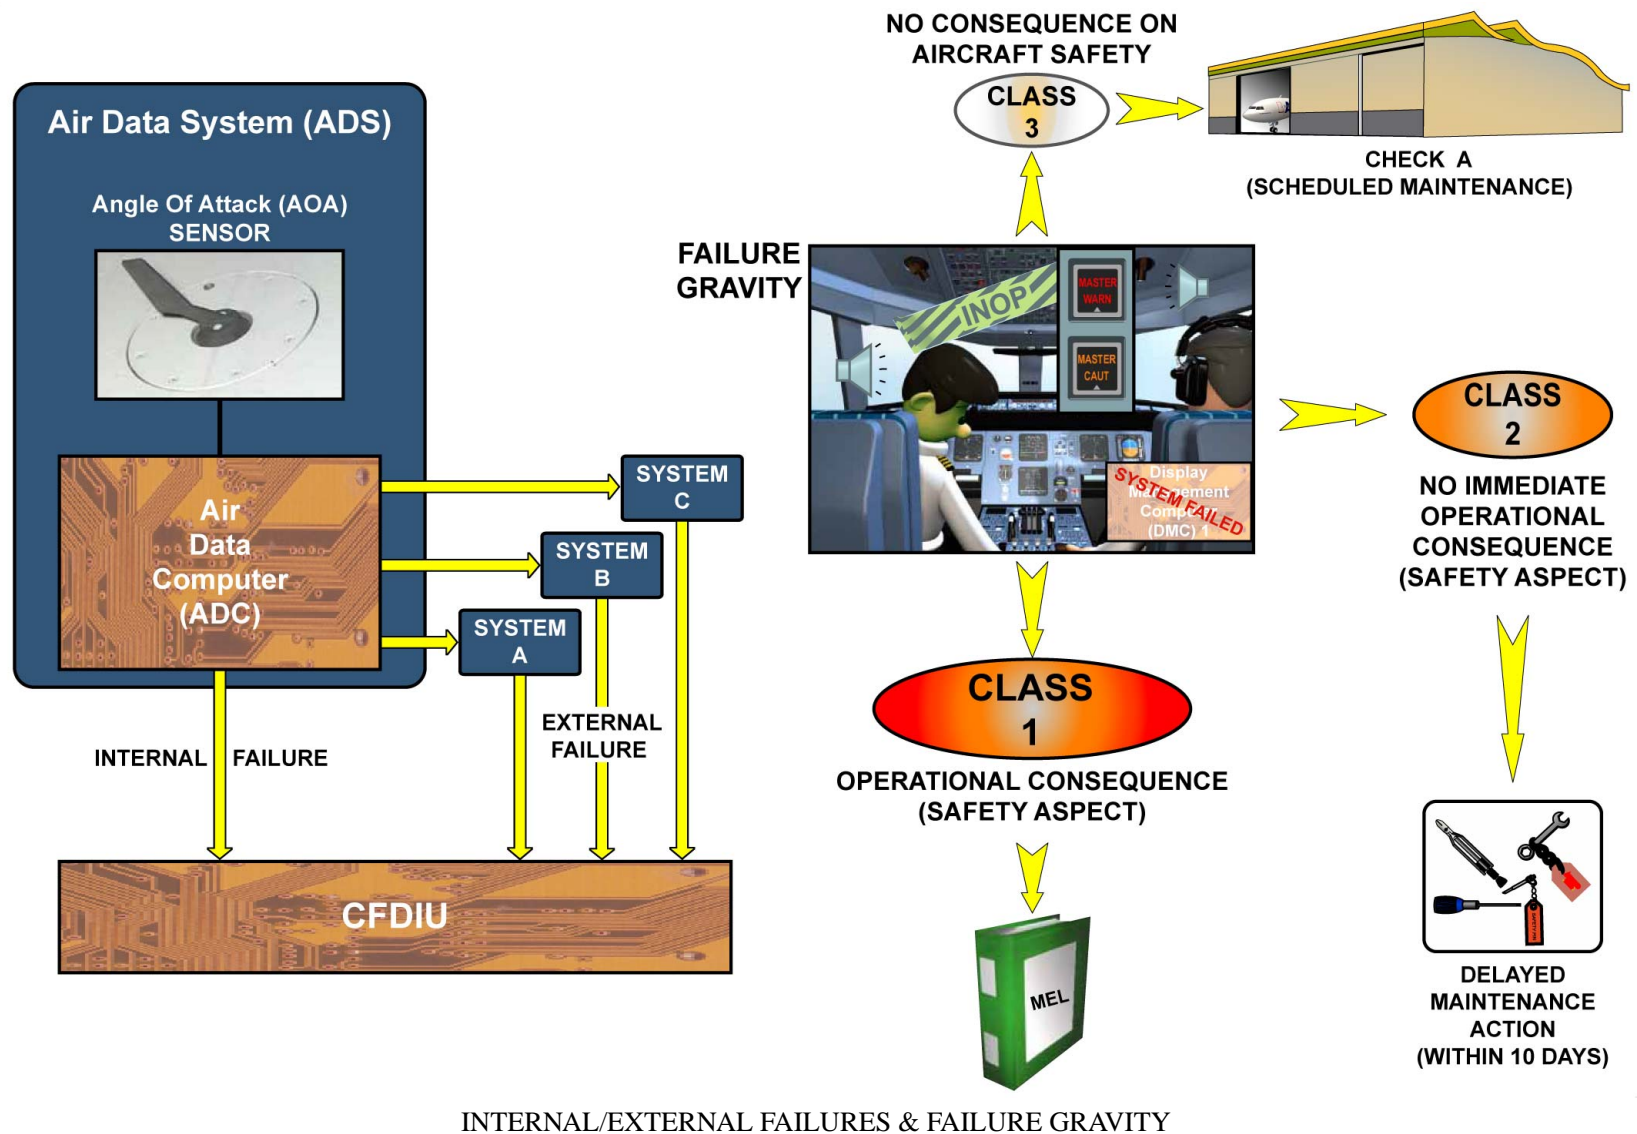 Air Data System (ADS)
Angle Of Attack (AOA)
SENSOR
Air
Data
Computer
(ADC)
SYSTEM
C
SYSTEM
B
SYSTEM
A
INTERNAL FAILURE
EXTERNAL
FAILURE
CFDIU
NO CONSEQUENCE ON
AIRCRAFT SAFETY
CLASS
3
CHECK A
(SCHEDULED MAINTENANCE)
FAILURE
GRAVITY
INOP
MASTER
WARN
MASTER
CAUT
Display
Management
Computer
(DMC) 1
SYSTEM FAILED
CLASS
2
NO IMMEDIATE
OPERATIONAL
CONSEQUENCE
(SAFETY ASPECT)
CLASS
1
OPERATIONAL CONSEQUENCE
(SAFETY ASPECT)
MEL
DELAYED
MAINTENANCE
ACTION
(WITHIN 10 DAYS)
INTERNAL/EXTERNAL FAILURES & FAILURE GRAVITY